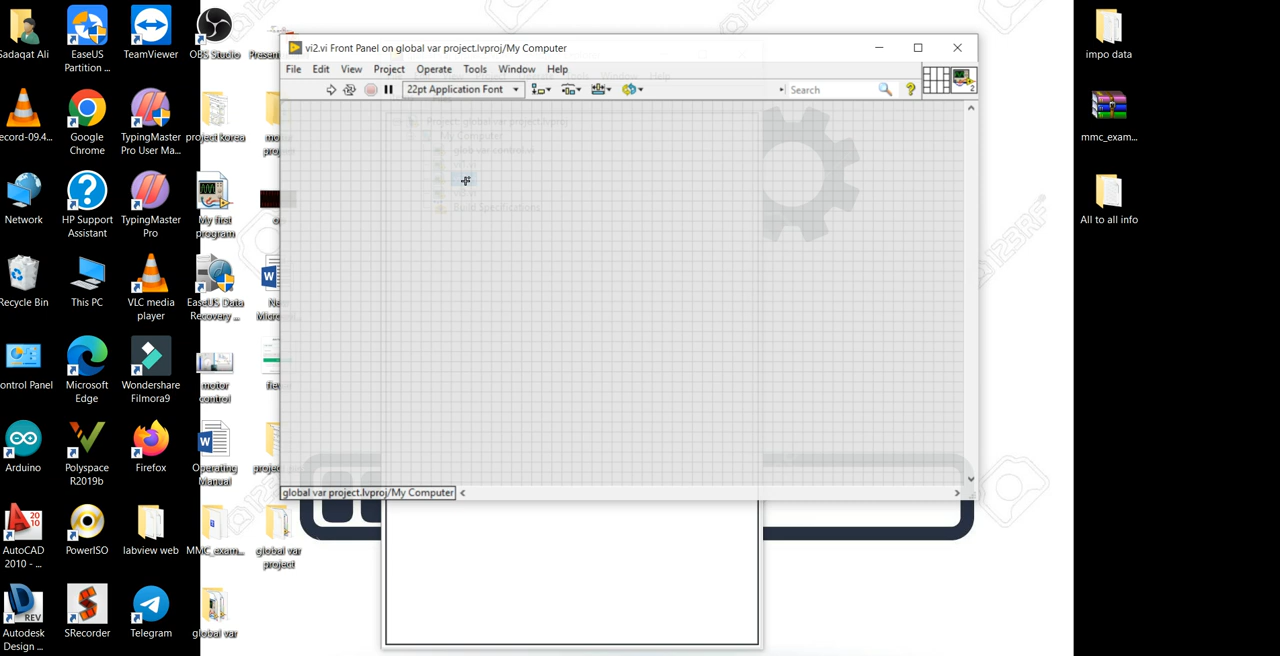 vi2.vi Front Panel on global var project.lvproj/My Computer
File Edit View Project Operate Tools Window Help
22pt Application Font
Search
2
global var project.lvproj/My Computer
Sadaqat Ali
EaseUS
Partition ...
TeamViewer
OBS Studio
Present
ecord-09.4...
Google
Chrome
TypingMaster
Pro User Ma...
project korea
Network
HP Support
Assistant
TypingMaster
Pro
My first
program
Recycle Bin
This PC
VLC media
player
EaseUS Data
Recovery ...
ontrol Panel
Microsoft
Edge
Wondershare
Filmora9
motor
control
Arduino
Polyspace
R2019b
Firefox
Operating
Manual
AutoCAD
2010 - ...
PowerISO
labview web
MMC_exam...
global var
project
Autodesk
Design ...
SRecorder
Telegram
global var
impo data
mmc_exam...
All to all info
123RF